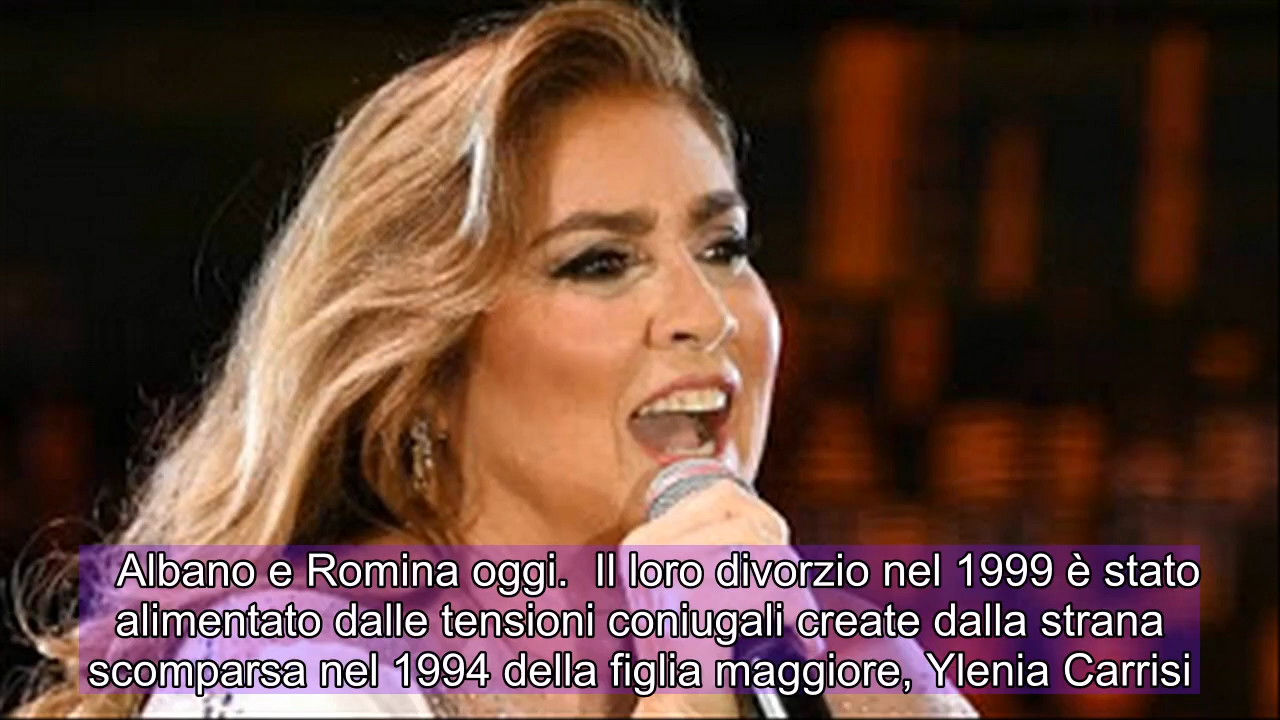 Albano e Romina oggi. Il loro divorzio nel 1999 è stato
alimentato dalle tensioni coniugali create dalla strana
scomparsa nel 1994 della figlia maggiore, Ylenia Carrisi